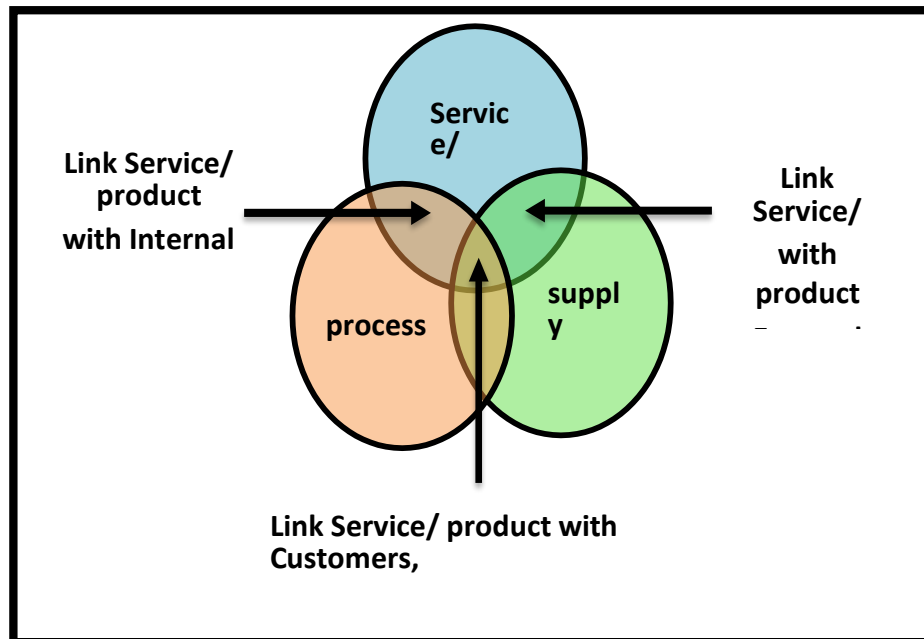 Servic
e/
Link Service/
product
with Internal
Link
Service/
with
product
process
suppl
y
Link Service/ product with
Customers,